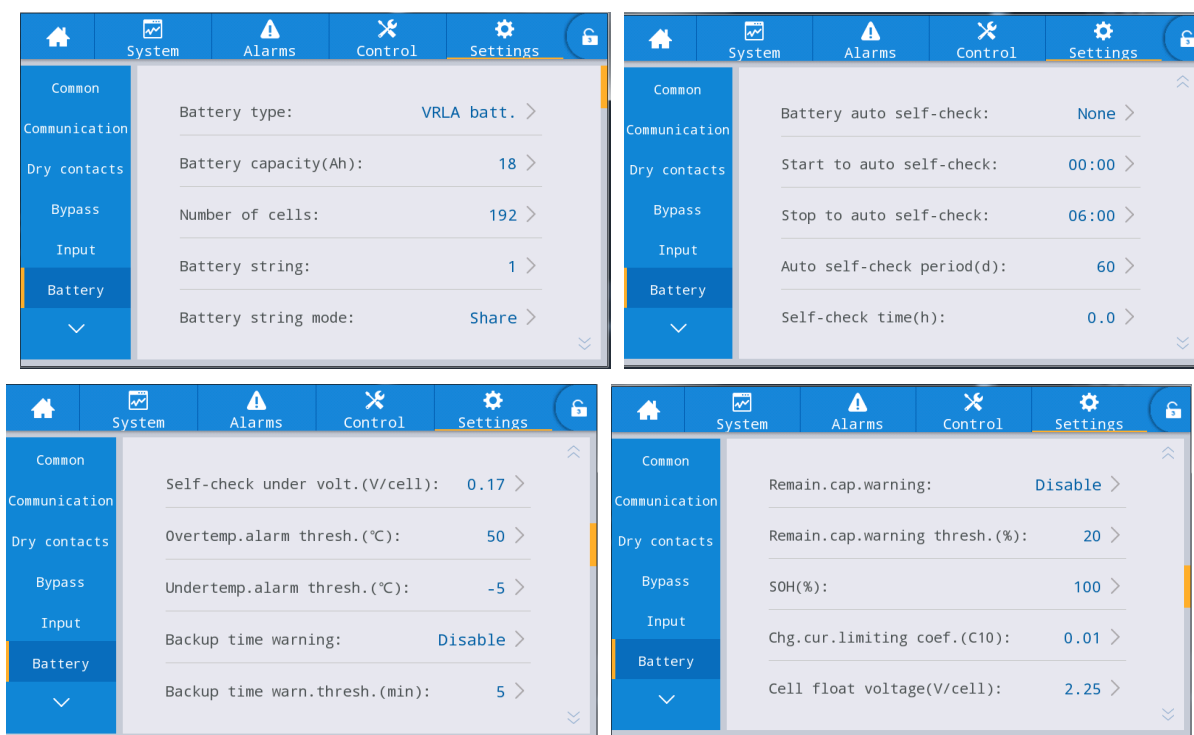 System Alarms Control Settings
Common
Communication
Dry contacts
Bypass
Input
Battery
Battery type: VRLA batt.
Battery capacity(Ah): 18
Number of cells: 192
Battery string: 1
Battery string mode: Share
System Alarms Control Settings
Common
Communication
Dry contacts
Bypass
Input
Battery
Battery auto self-check: None
Start to auto self-check: 00:00
Stop to auto self-check: 06:00
Auto self-check period(d): 60
Self-check time(h): 0.0
System Alarms Control Settings
Common
Communication
Dry contacts
Bypass
Input
Battery
Self-check under volt.(V/cell): 0.17
Overtemp.alarm thresh.(℃): 50
Undertemp.alarm thresh.(℃): -5
Backup time warning: Disable
Backup time warn.thresh.(min): 5
System Alarms Control Settings
Common
Communication
Dry contacts
Bypass
Input
Battery
Remain.cap.warning: Disable
Remain.cap.warning thresh.(%): 20
SOH(%): 100
Chg.cur.limiting coef.(C10): 0.01
Cell float voltage(V/cell): 2.25